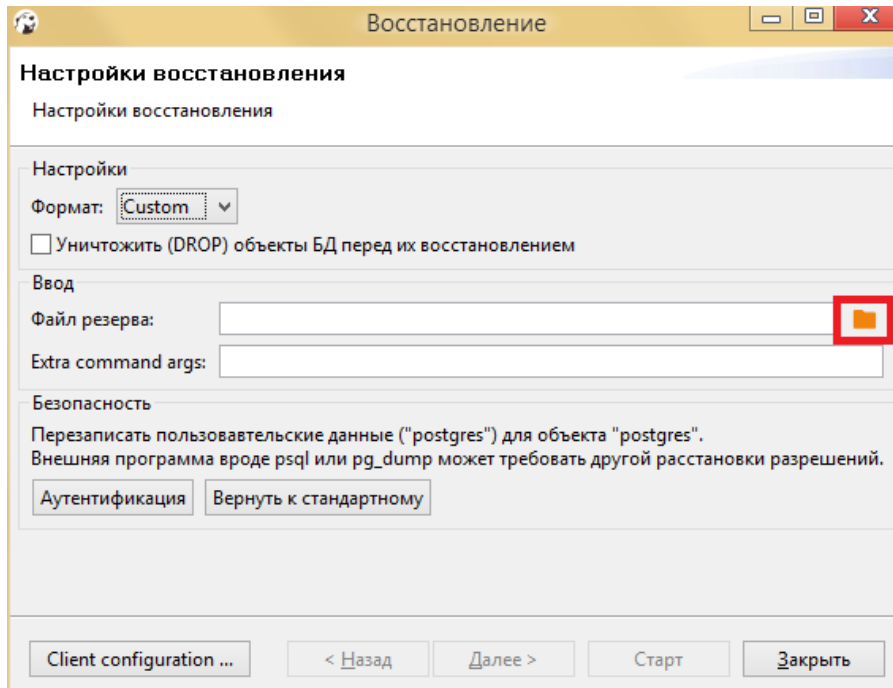 Восстановление
Настройки восстановления
Настройки восстановления
Настройки
Формат: Custom
Уничтожить (DROP) объекты БД перед их восстановлением
Ввод
Файл резерва:
Extra command args:
Безопасность
Перезаписать пользовавтельские данные ("postgres") для объекта "postgres".
Внешняя программа вроде psql или pg_dump может требовать другой расстановки разрешений.
Аутентификация Вернуть к стандартному
Client configuration ... < Назад Далее > Старт Закрыть